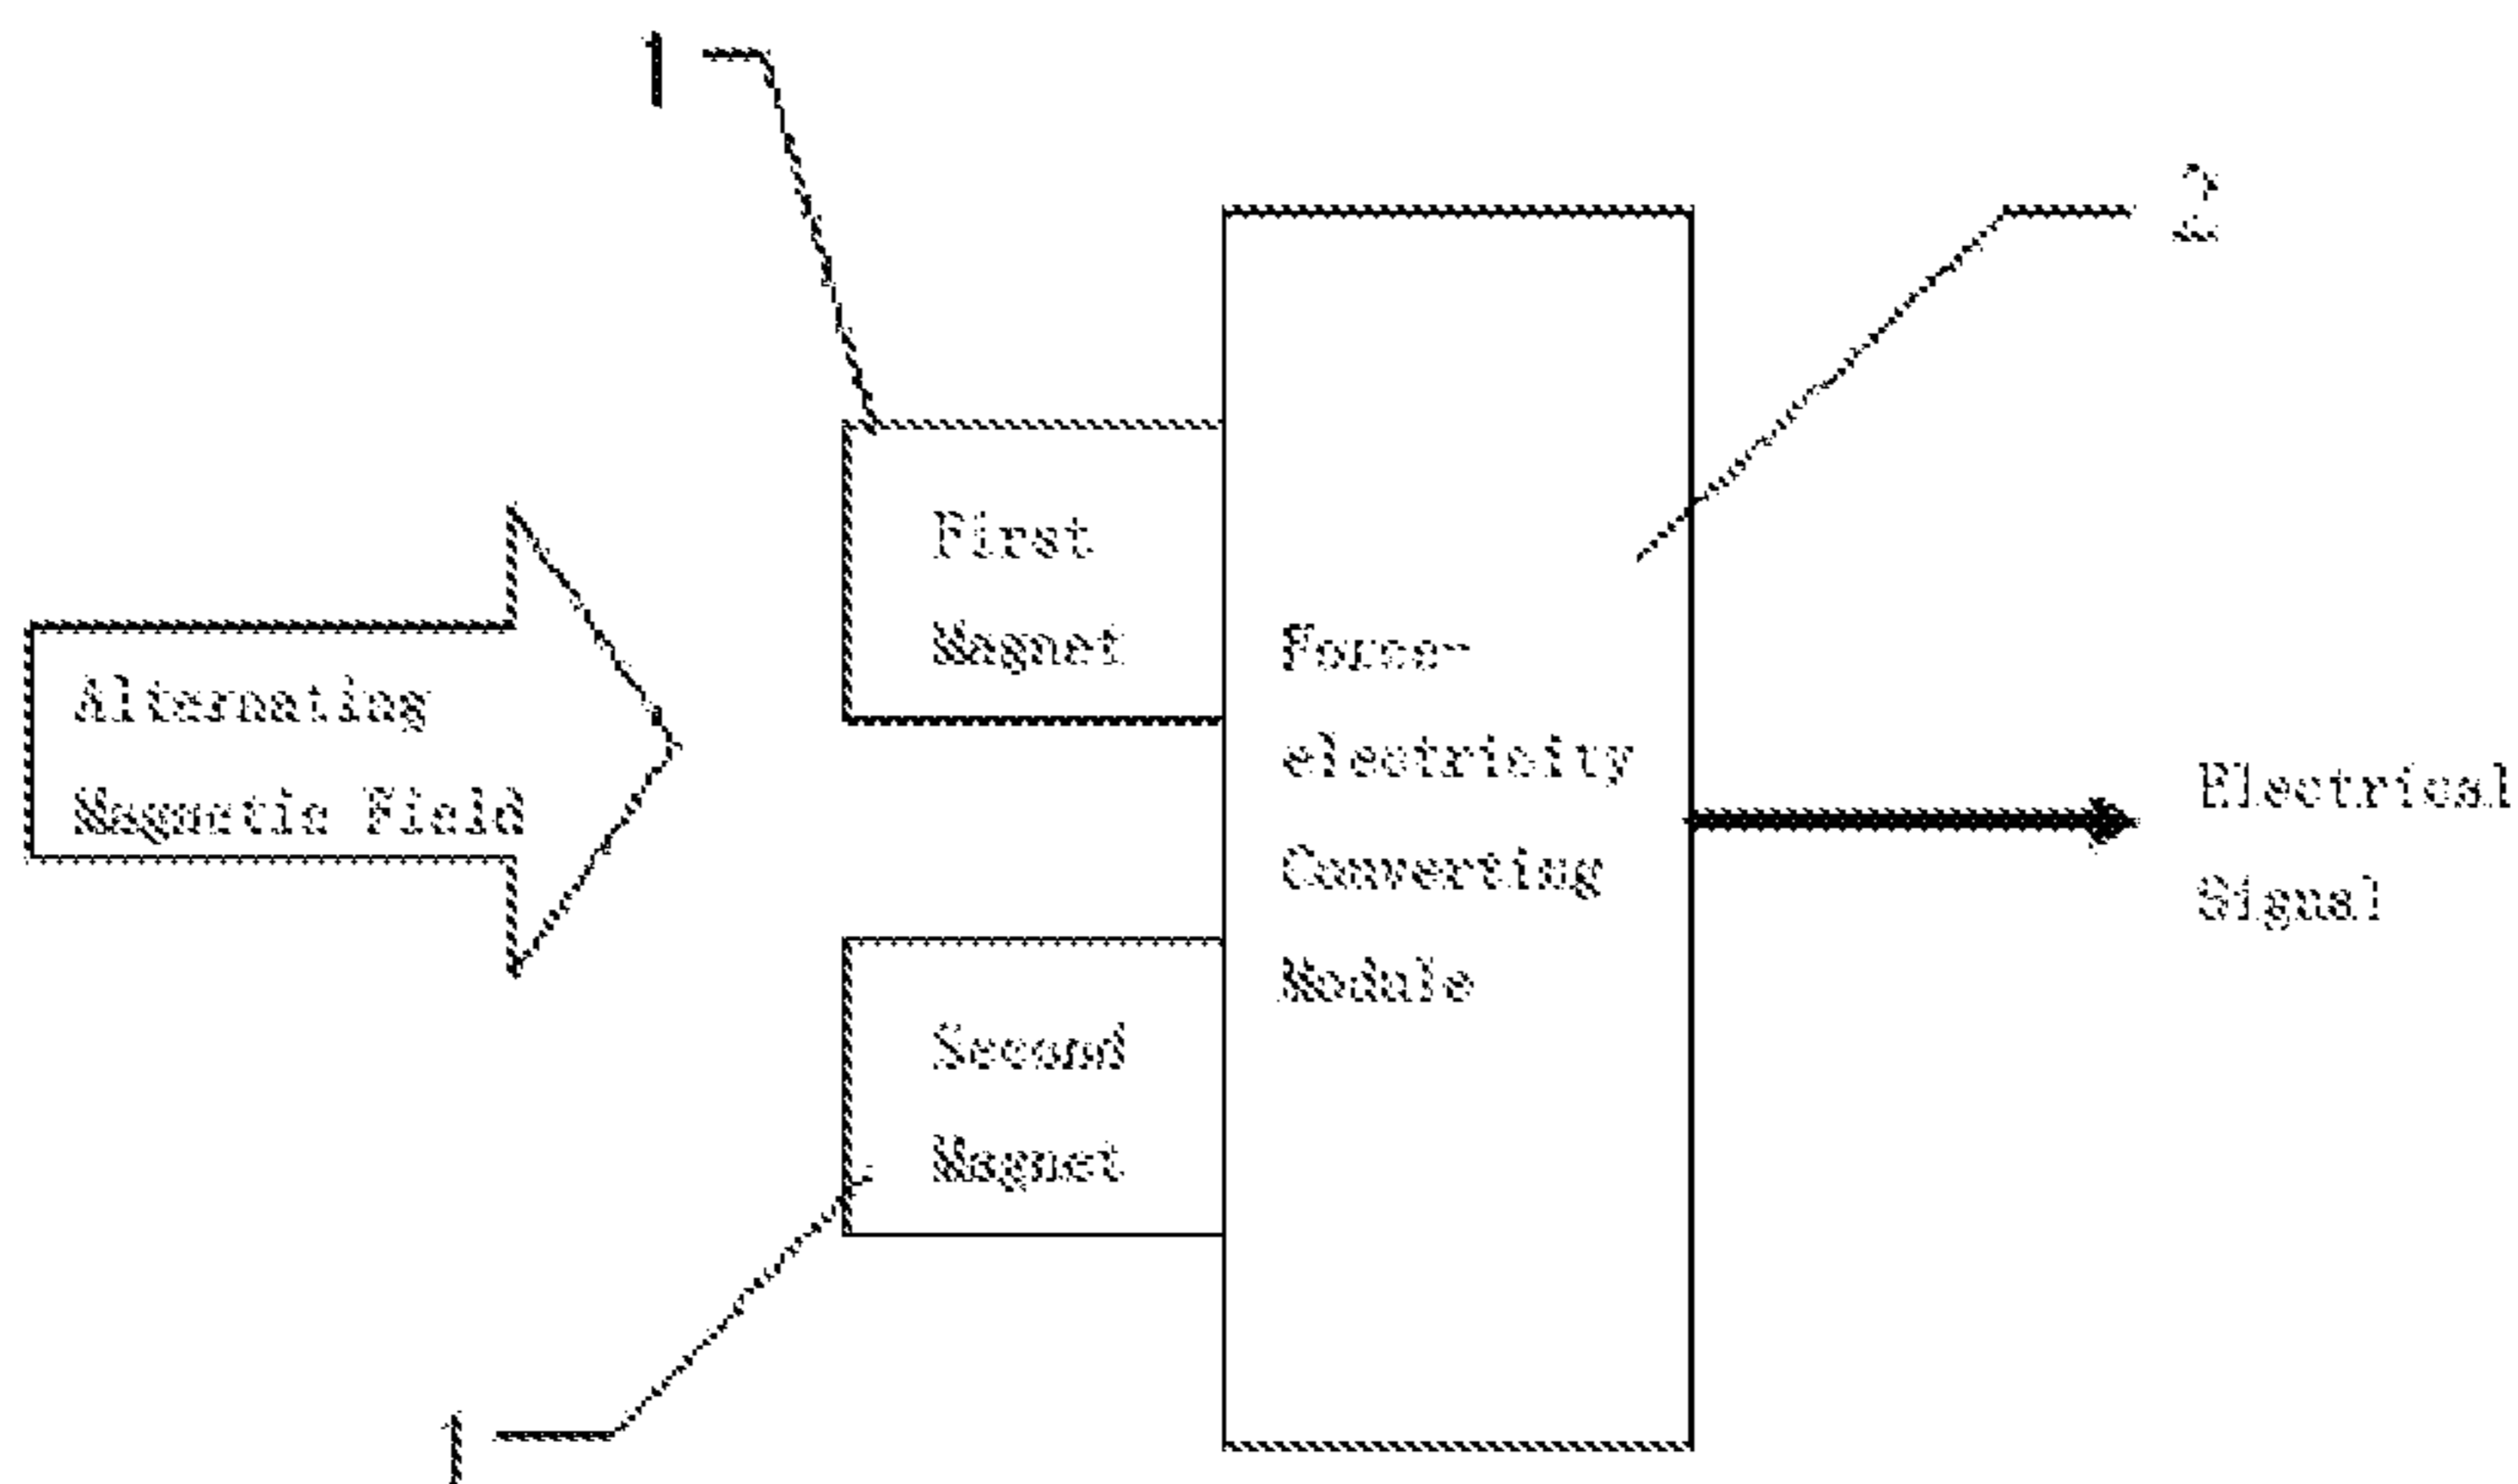 1
2
First
Magnet
Force-
electricity
Converting
Module
Alternating
Magnetic Field
Electrical
Signal
Second
Magnet
1